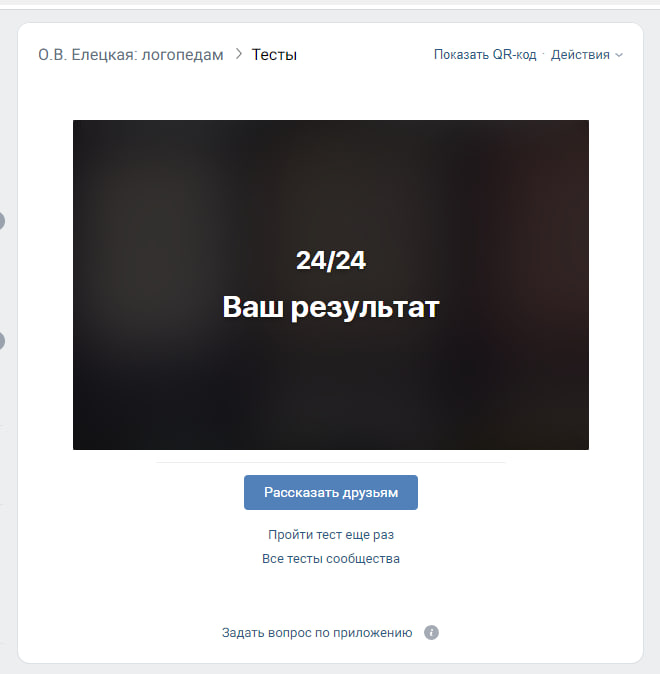 О.В. Елецкая: логопедам > Тесты
Показать QR-код · Действия
24/24
Ваш результат
Рассказать друзьям
Пройти тест еще раз
Все тесты сообщества
Задать вопрос по приложению